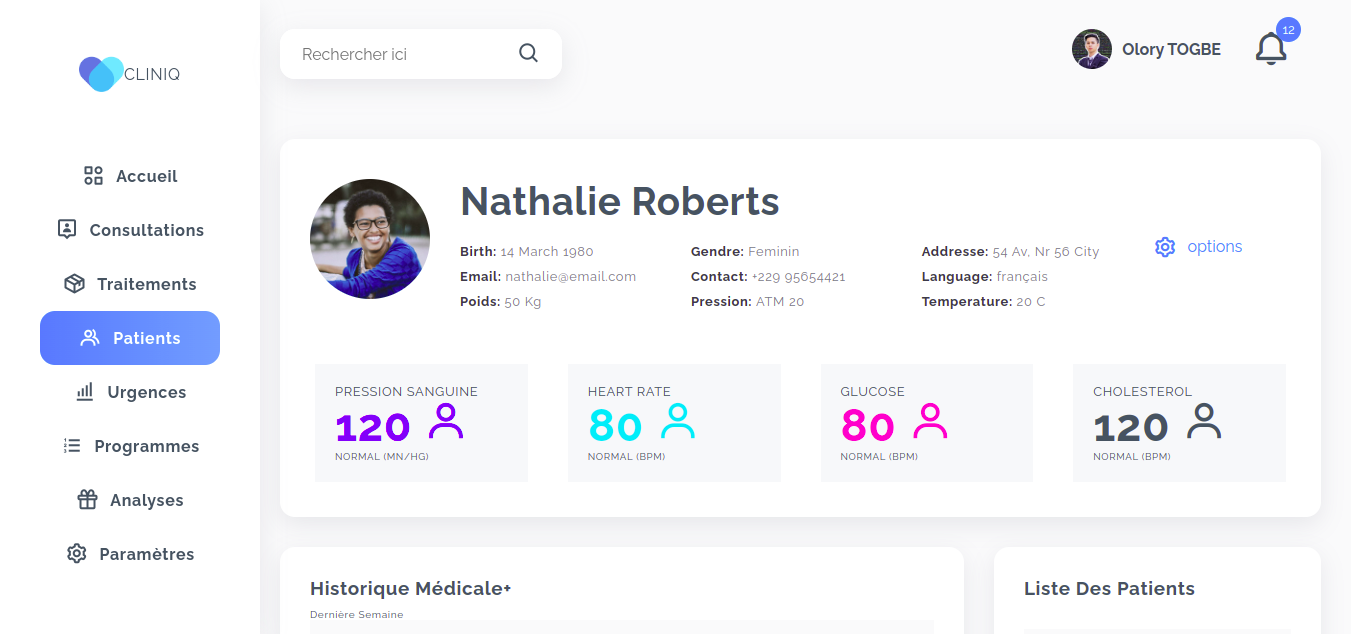 CLINIQ
Accueil
Consultations
Traitements
Patients
Urgences
Programmes
Analyses
Paramètres
Rechercher ici
Olory TOGBE
12
Nathalie Roberts
Birth: 14 March 1980
Gendre: Feminin
Addresse: 54 Av, Nr 56 City
Email: nathalie@email.com
Contact: +229 95654421
Language: français
Poids: 50 Kg
Pression: ATM 20
Temperature: 20 C
options
PRESSION SANGUINE
120
NORMAL (MN/HG)
HEART RATE
80
NORMAL (BPM)
GLUCOSE
80
NORMAL (BPM)
CHOLESTEROL
120
NORMAL (BPM)
Historique Médicale+
Dernière Semaine
Liste Des Patients